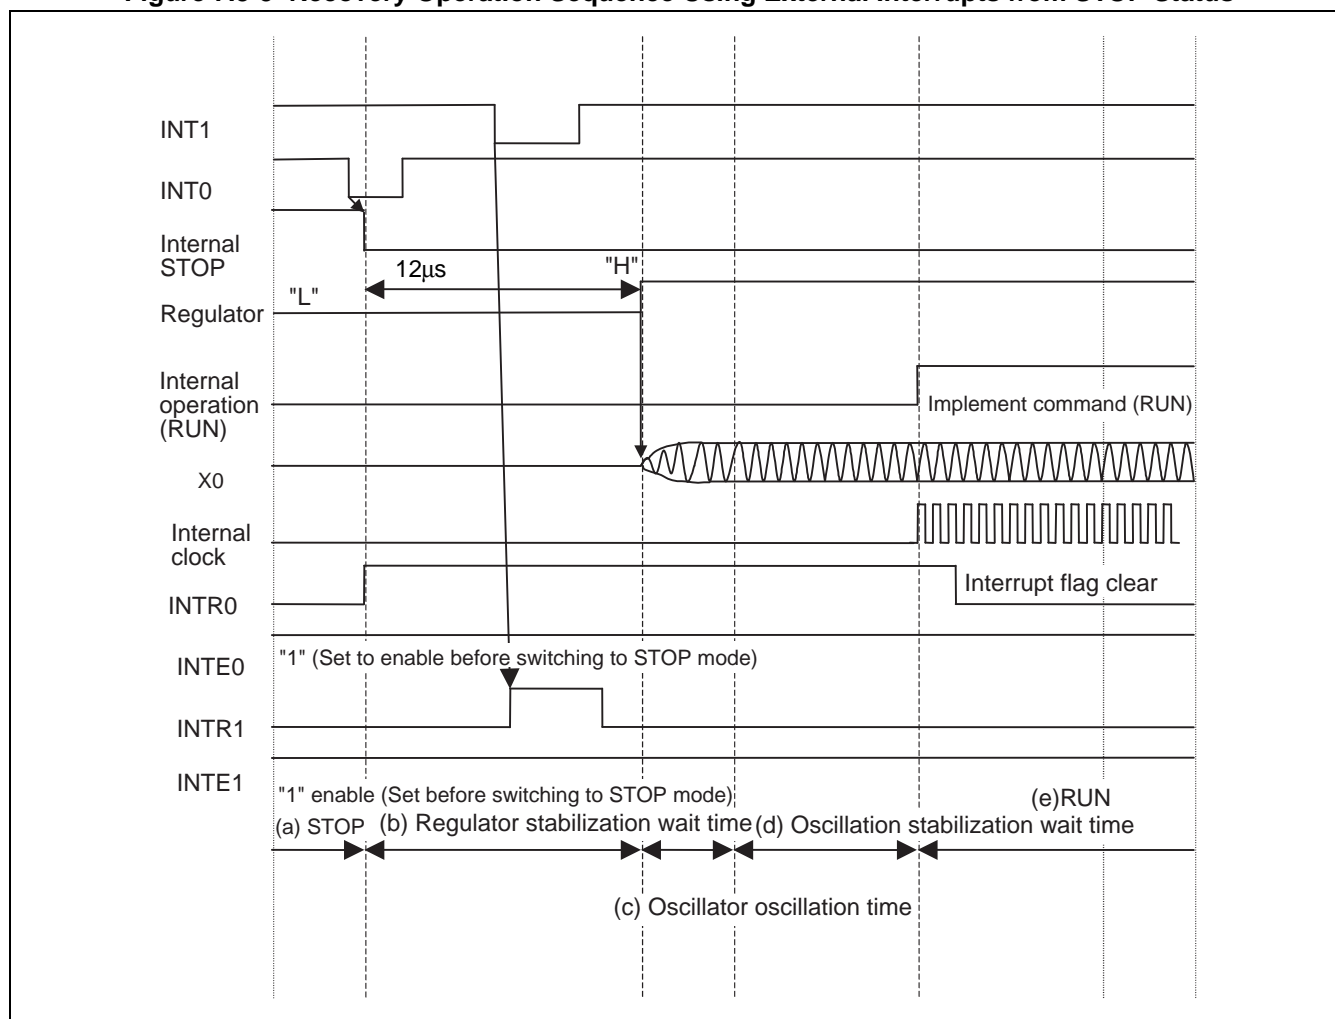 INT1
INT0
Internal
STOP
12μs
"H"
"L"
Regulator
Internal
operation
(RUN)
Implement command (RUN)
X0
Internal
clock
Interrupt flag clear
INTR0
"1" (Set to enable before switching to STOP mode)
INTE0
INTR1
INTE1
"1" enable (Set before switching to STOP mode)
(e)RUN
(a) STOP
(b) Regulator stabilization wait time
(d) Oscillation stabilization wait time
(c) Oscillator oscillation time